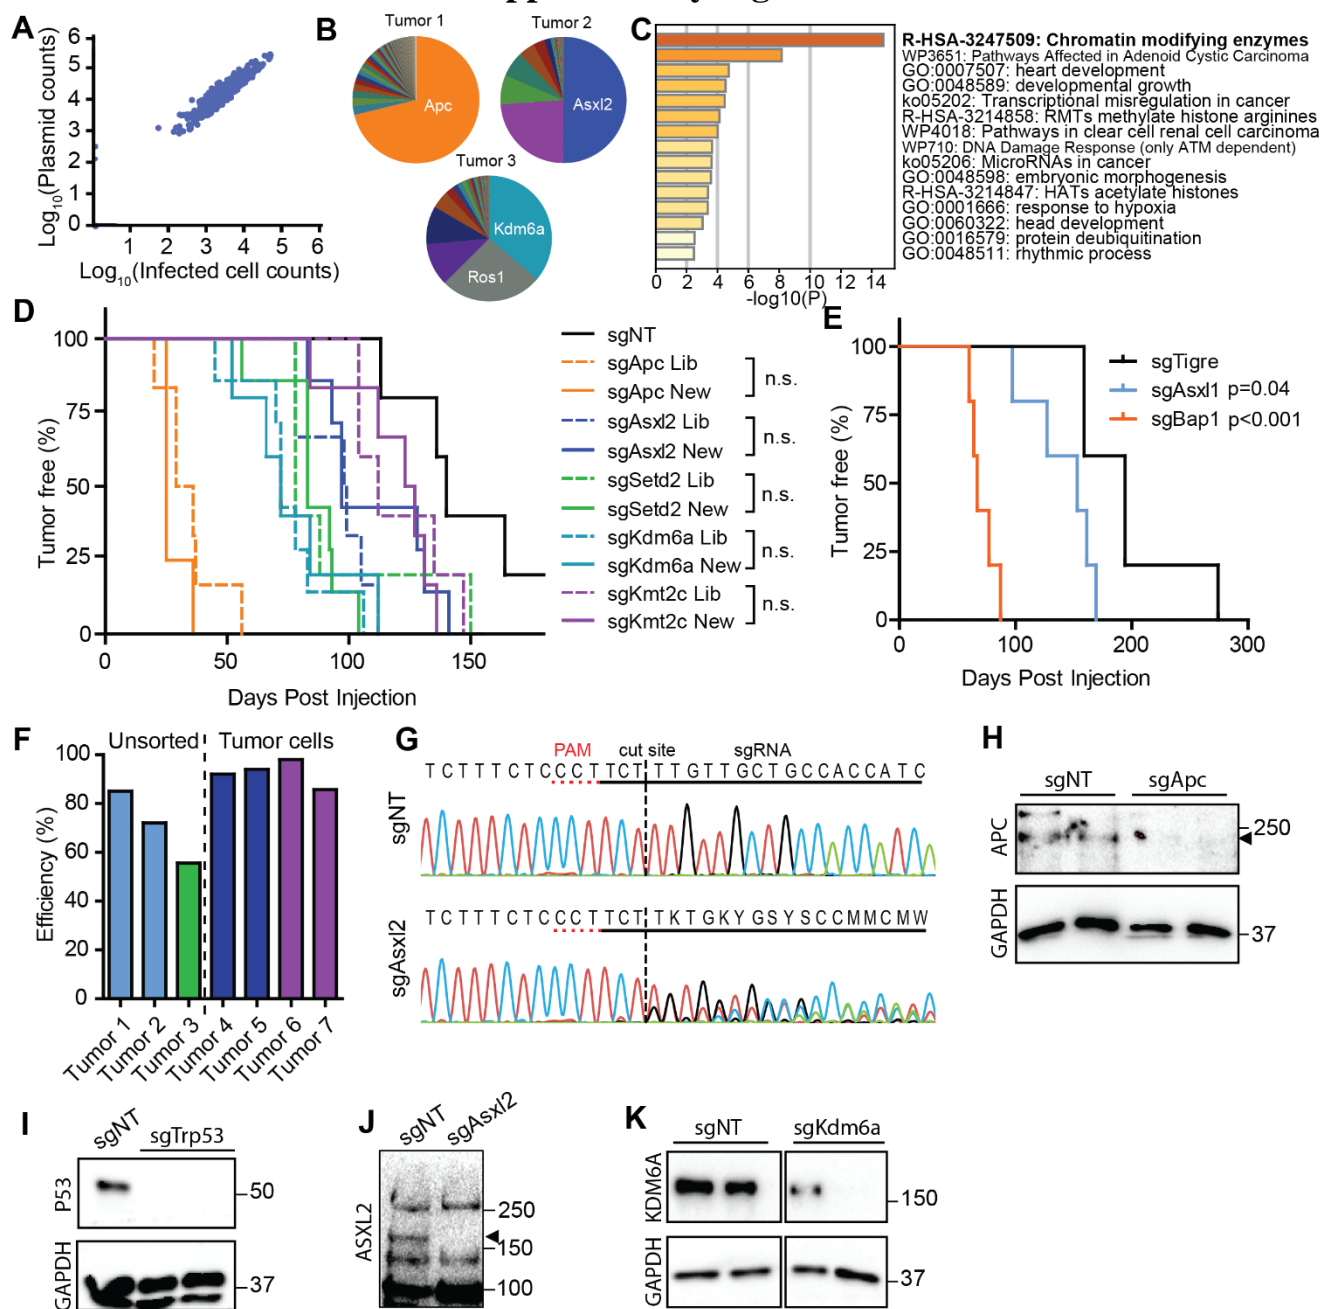 A
Log10(Plasmid counts)
6
5
4
3
2
1
0
1 2 3 4 5 6
Log10(Infected cell counts)
B
Tumor 1
Apc
Tumor 2
Asxl2
Tumor 3
Kdm6a
Ros1
C
R-HSA-3247509: Chromatin modifying enzymes
WP3651: Pathways Affected in Adenoid Cystic Carcinoma
GO:0007507: heart development
GO:0048589: developmental growth
ko05202: Transcriptional misregulation in cancer
R-HSA-3214858: RMTs methylate histone arginines
WP4018: Pathways in clear cell renal cell carcinoma
WP710: DNA Damage Response (only ATM dependent)
ko05206: MicroRNAs in cancer
GO:0048598: embryonic morphogenesis
R-HSA-3214847: HATs acetylate histones
GO:0001666: response to hypoxia
GO:0060322: head development
GO:0016579: protein deubiquitination
GO:0048511: rhythmic process
0 2 4 6 8 10 12 14
-log10(P)
D
Tumor free (%)
100
75
50
25
0
0 50 100 150
Days Post Injection
sgNT
sgApc Lib
sgApc New
n.s.
sgAsxl2 Lib
sgAsxl2 New
n.s.
sgSetd2 Lib
sgSetd2 New
n.s.
sgKdm6a Lib
sgKdm6a New
n.s.
sgKmt2c Lib
sgKmt2c New
n.s.
E
Tumor free (%)
100
75
50
25
0
0 100 200 300
Days Post Injection
sgTigre
sgAsxl1 p=0.04
sgBap1 p<0.001
F
Unsorted Tumor cells
Efficiency (%)
100
80
60
40
20
0
Tumor 1
Tumor 2
Tumor 3
Tumor 4
Tumor 5
Tumor 6
Tumor 7
G
PAM cut site sgRNA
T C T T T C T C C C T T C T T T G T T G C T G C C A C C A T C
sgNT
T C T T T C T C C C T T C T T K T G K Y G S Y S C C M M C M W
sgAsxl2
H
sgNT sgApc
APC
250
GAPDH
37
I
sgNT sgTrp53
P53
50
GAPDH
37
J
sgNT sgAsxl2
ASXL2
250
150
100
K
sgNT sgKdm6a
KDM6A
150
GAPDH
37